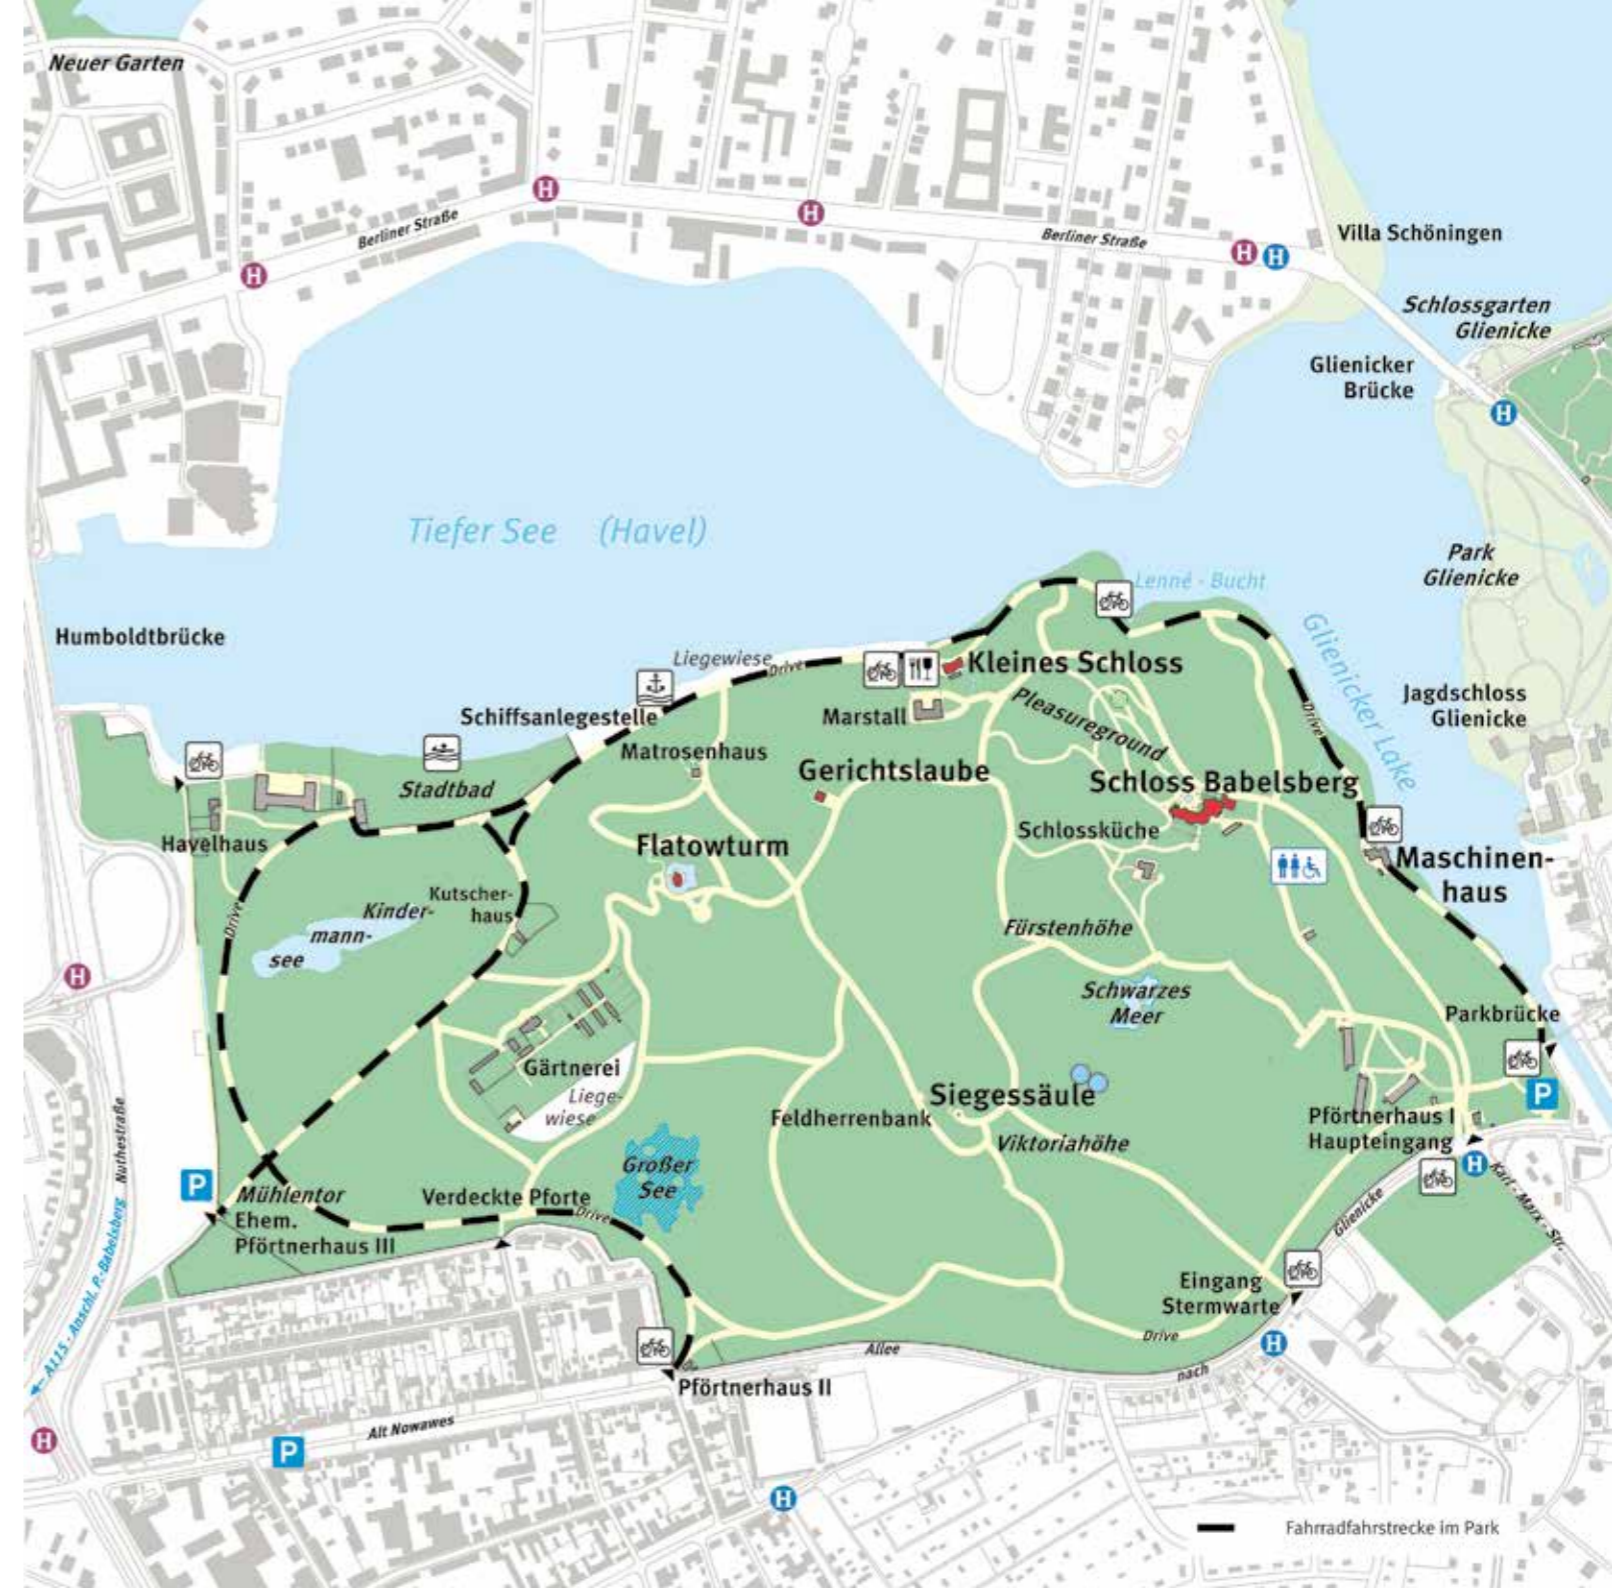 Neuer Garten
H
Berliner Straße
H
H
Berliner Straße
H H
Villa Schöningen
Schlossgarten
Glienicke
Glienicker
Brücke
H
Tiefer See (Havel)
Park
Glienicke
Lenné - Bucht
Humboldtbrücke
Glienicker Lake
Liegewiese
Drive
Kleines Schloss
Jagdschloss
Glienicke
Schiffsanlegestelle
Marstall
Pleasureground
Drive
Matrosenhaus
Gerichtslaube
Schloss Babelsberg
Stadtbad
Schlossküche
Havelhaus
Flatowturm
Maschinen-
haus
Kutscher-
haus
Kinder-
mann-
see
Drive
Fürstenhöhe
H
Schwarzes
Meer
Parkbrücke
Gärtnerei
Liege-
wiese
Siegessäule
P
Feldherrenbank
Pförtnerhaus I
Haupteingang
Viktoriahöhe
H
Karl - Marx - Str.
Nuthestraße
Großer
See
P
Mühlentor
Ehem.
Pförtnerhaus III
Verdeckte Pforte
Drive
Glienicke
Eingang
Stermwarte
A115 - Anschl. P.-Babelsberg
Drive
H
Allee
nach
Pförtnerhaus II
H
Alt Nowawes
P
H
Fahrradfahrstrecke im Park